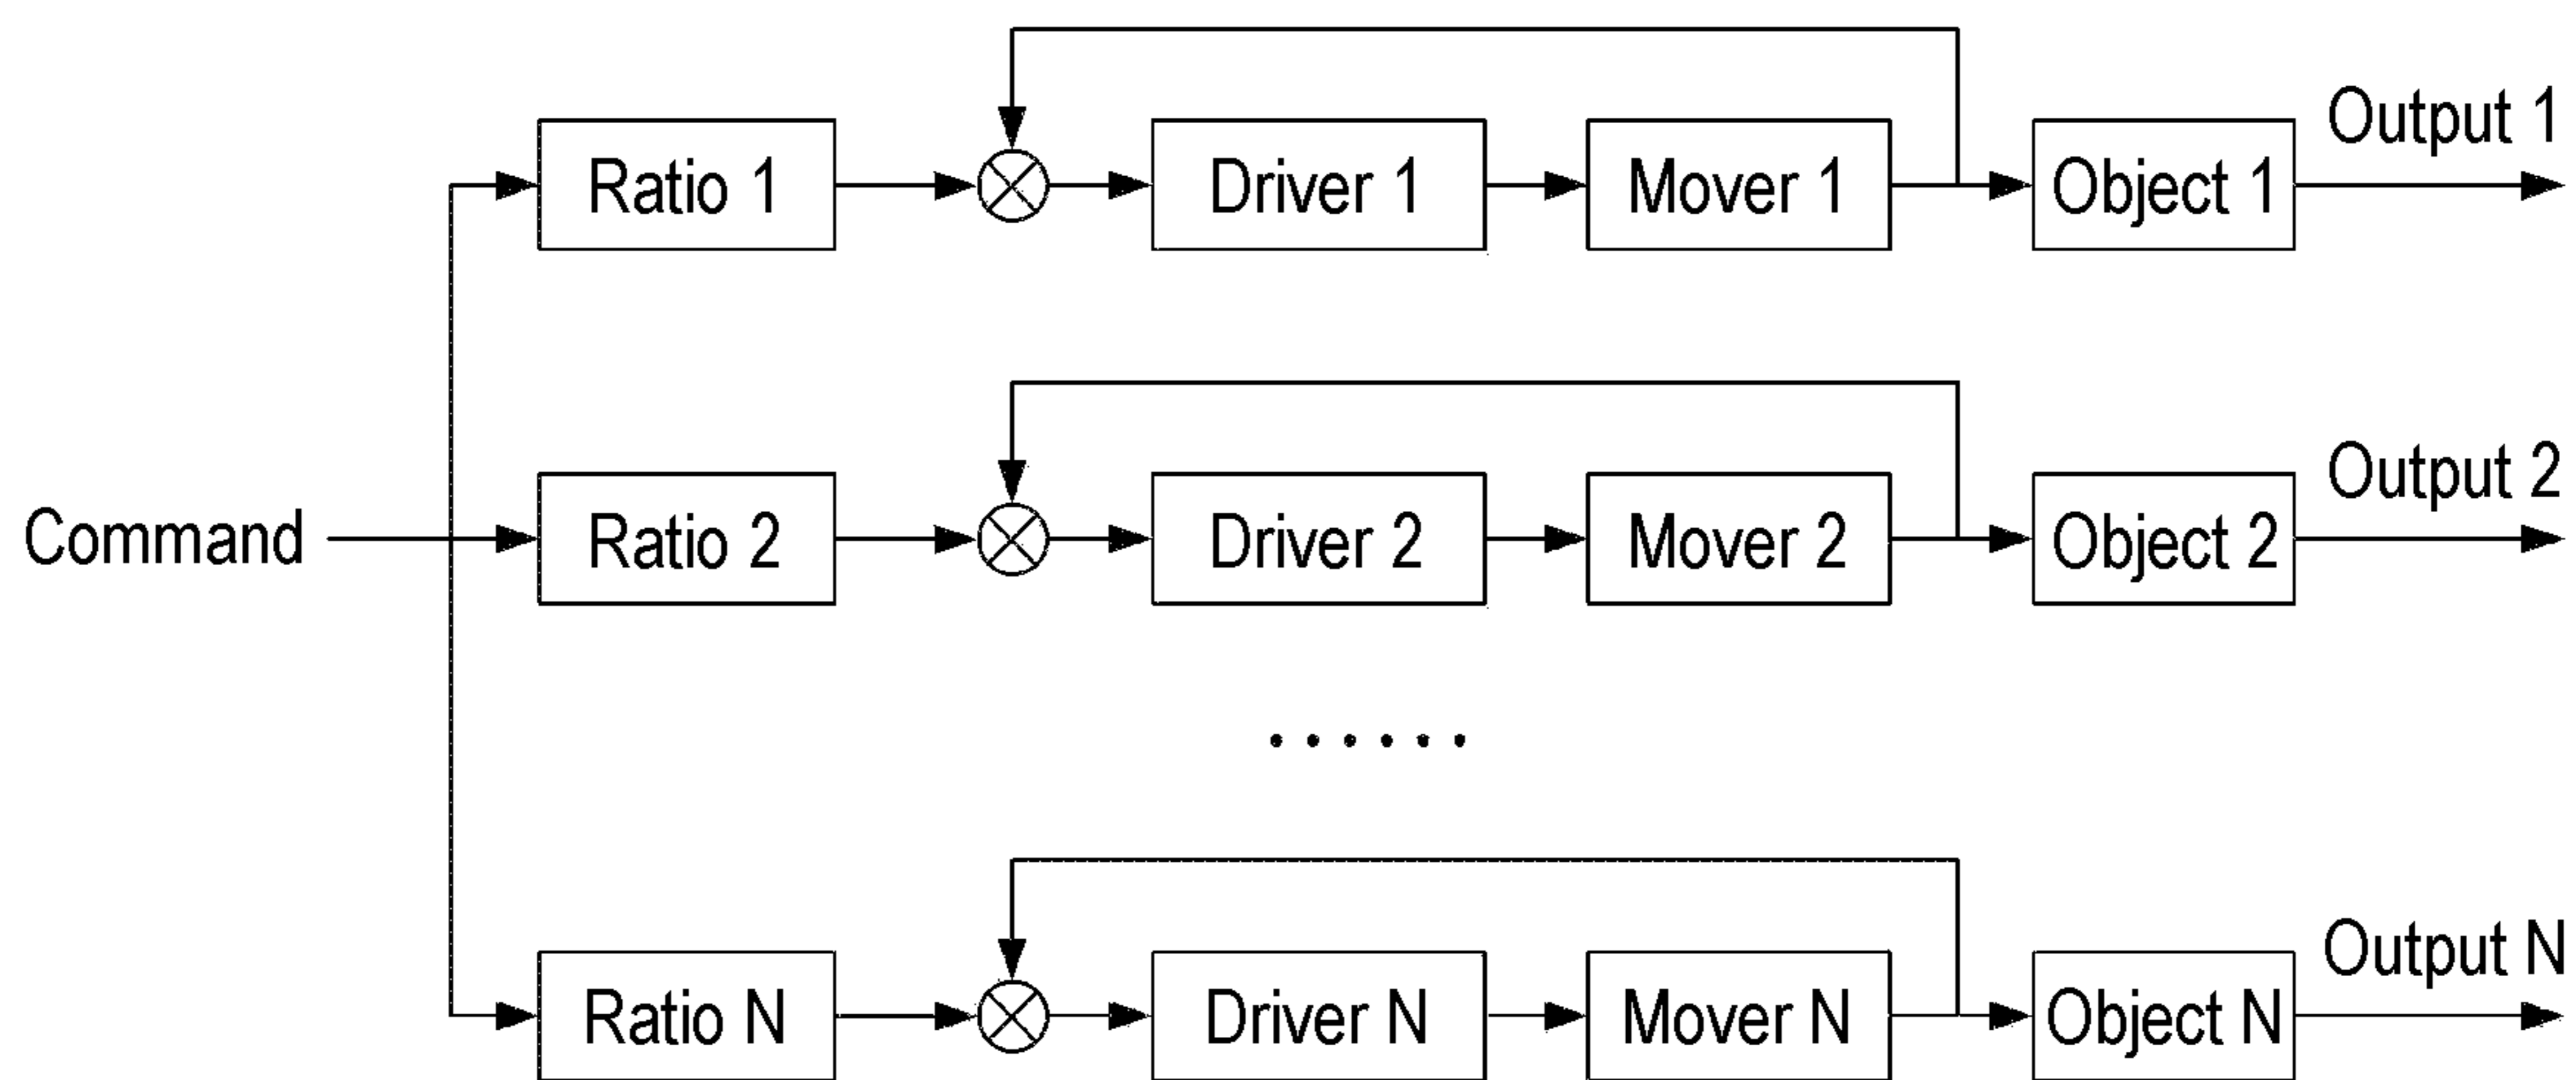 Output 1
Ratio 1
Driver 1
Mover 1
Object 1
Output 2
Command
Ratio 2
Driver 2
Mover 2
Object 2
......
Output N
Ratio N
Driver N
Mover N
Object N